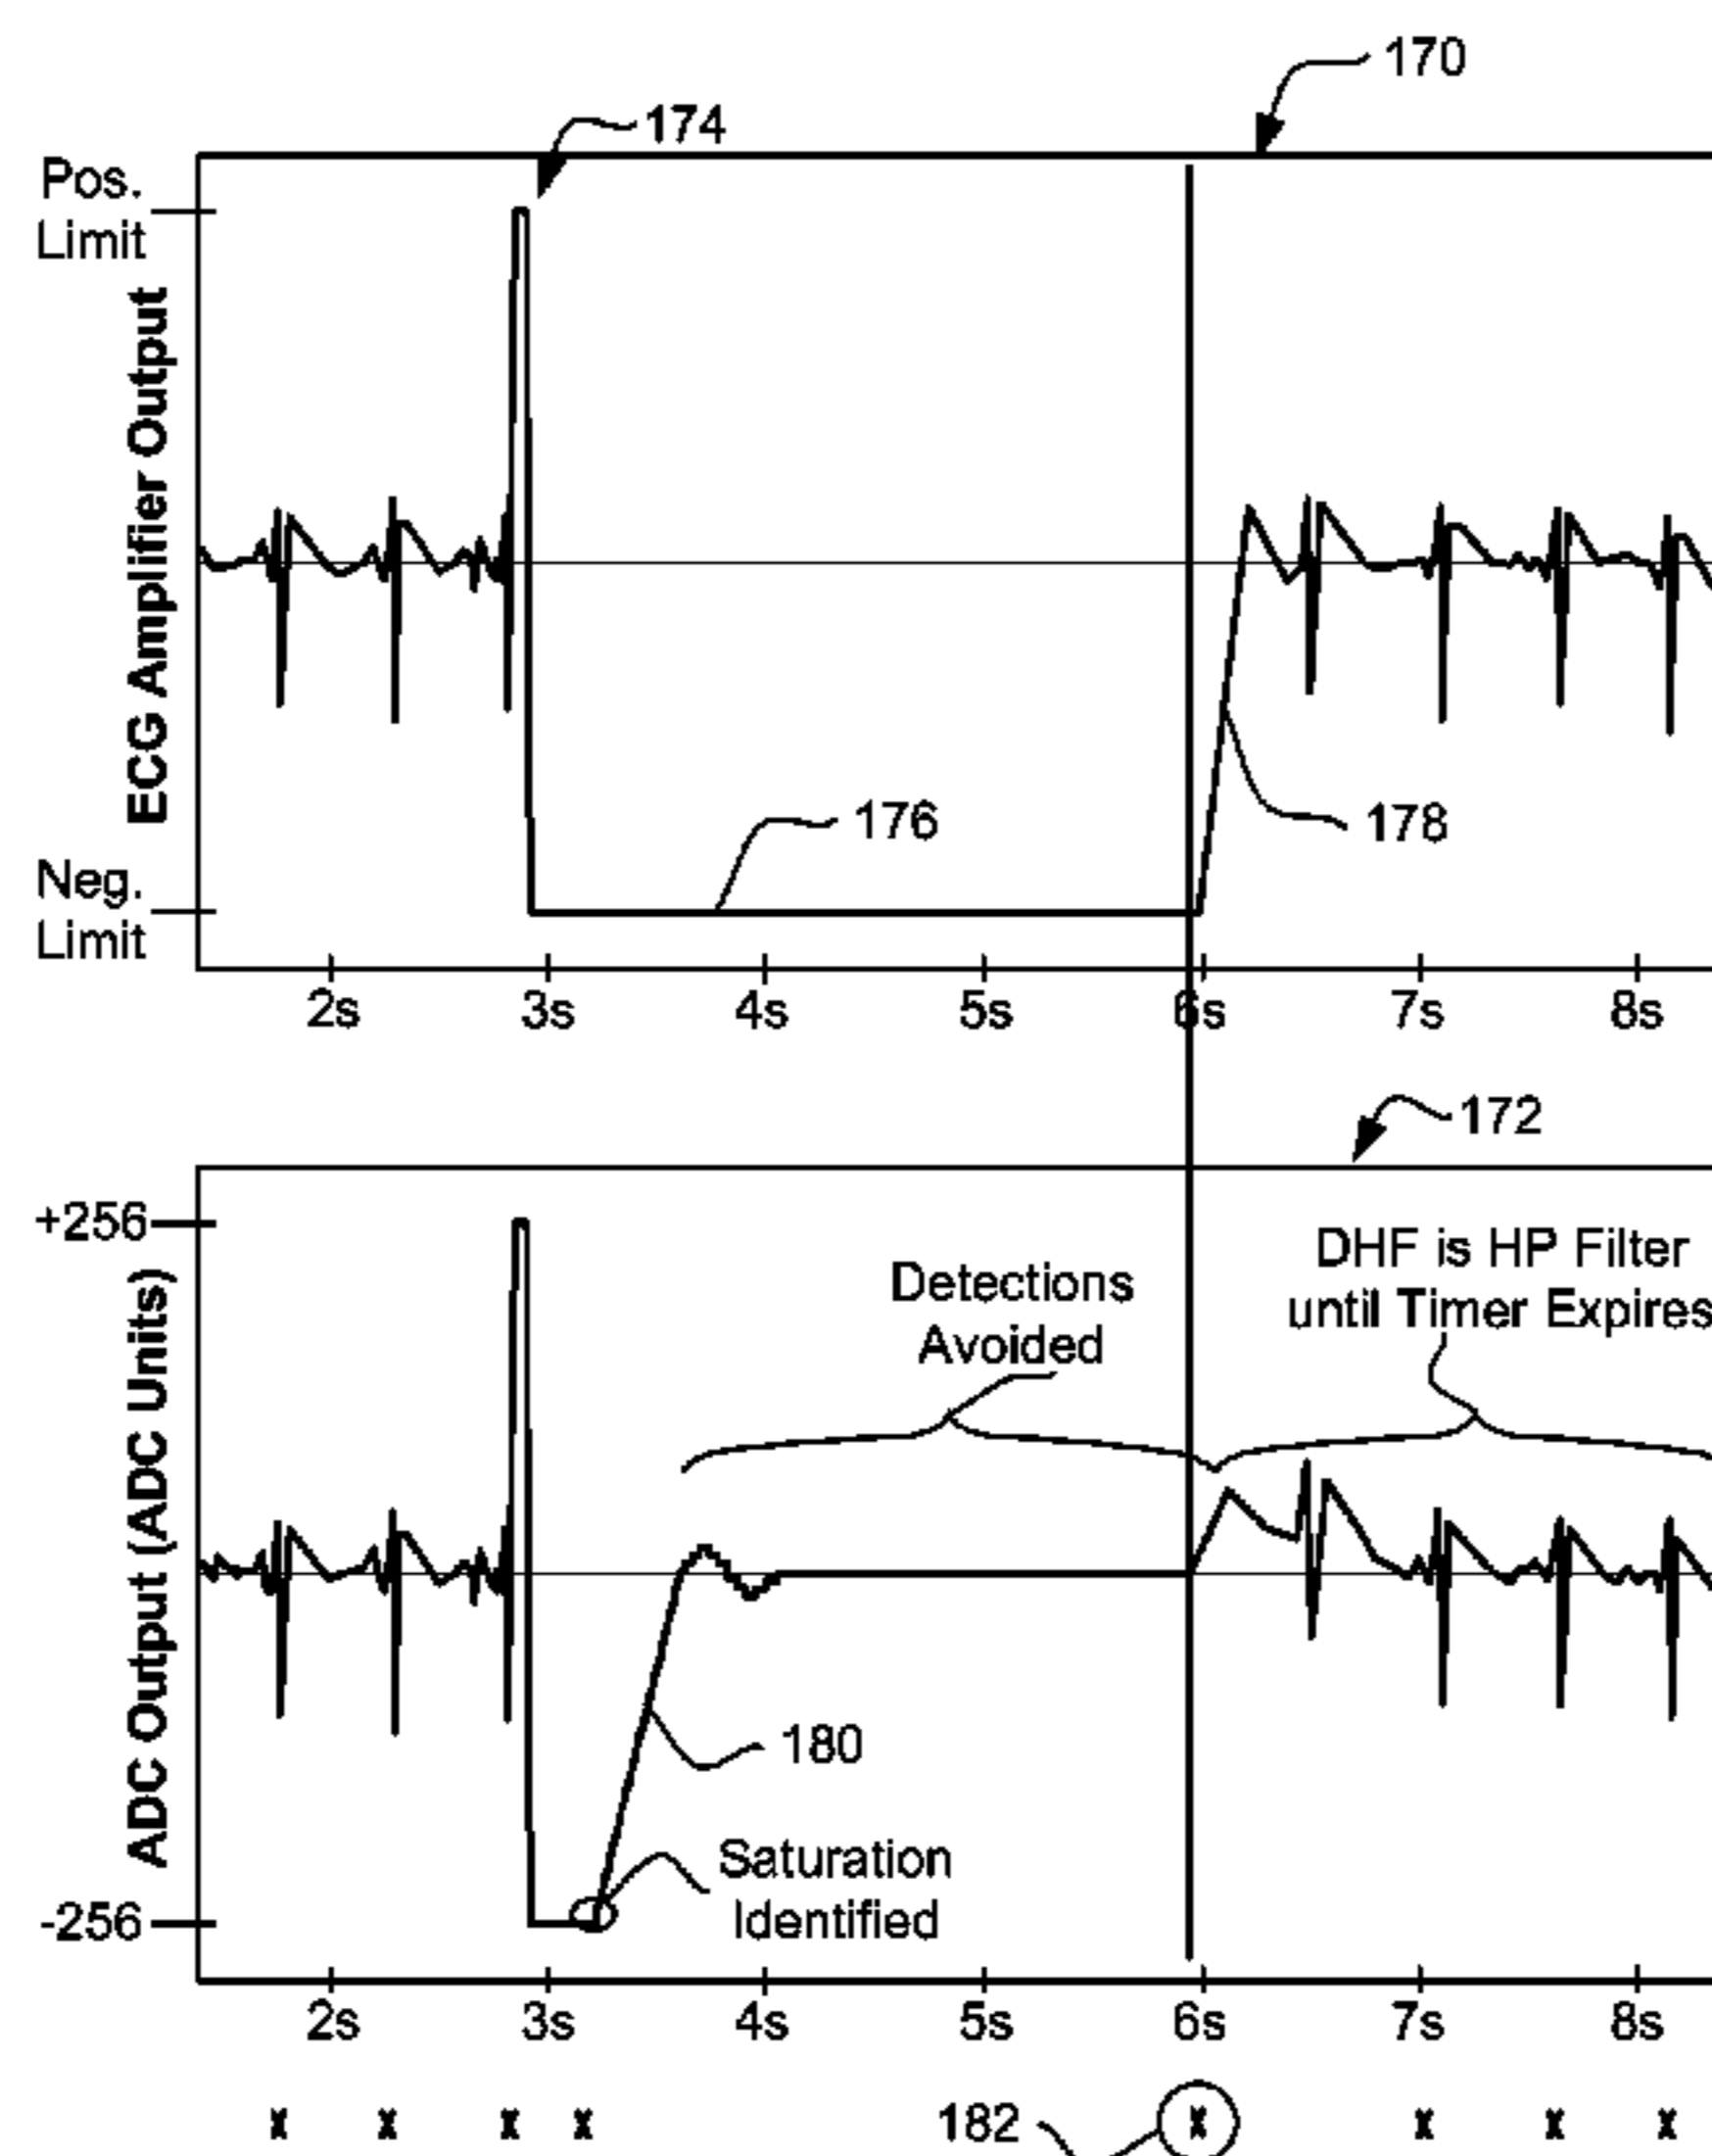 170
174
Pos.
Limit
ECG Amplifier Output
176
178
Neg.
Limit
2s 3s 4s 5s 6s 7s 8s
172
+256
ADC Output (ADC Units)
Detections
Avoided
DHF is HP Filter
until Timer Expires
180
Saturation
Identified
-256
2s 3s 4s 5s 6s 7s 8s
x x x x 182 x x x x